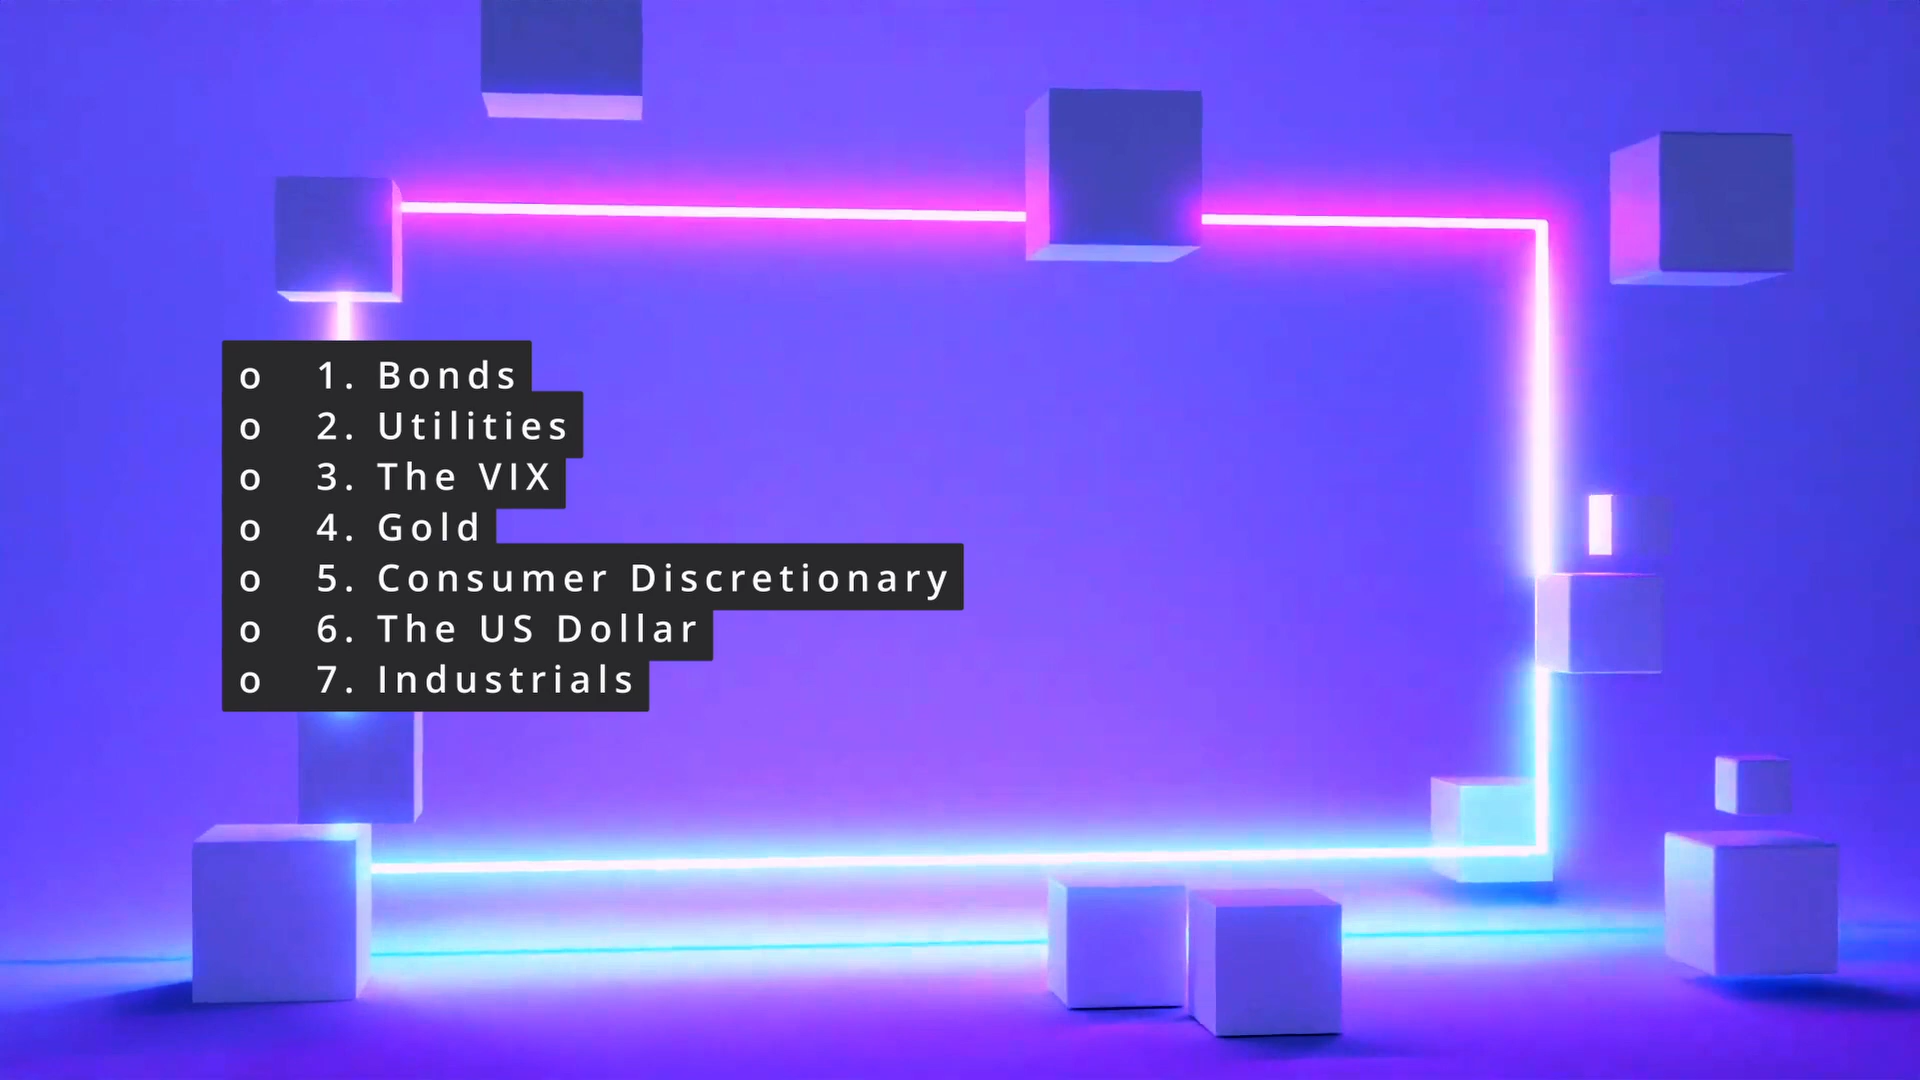 o 1. Bonds
o 2. Utilities
o 3. The VIX
o 4. Gold
o 5. Consumer Discretionary
o 6. The US Dollar
o 7. Industrials